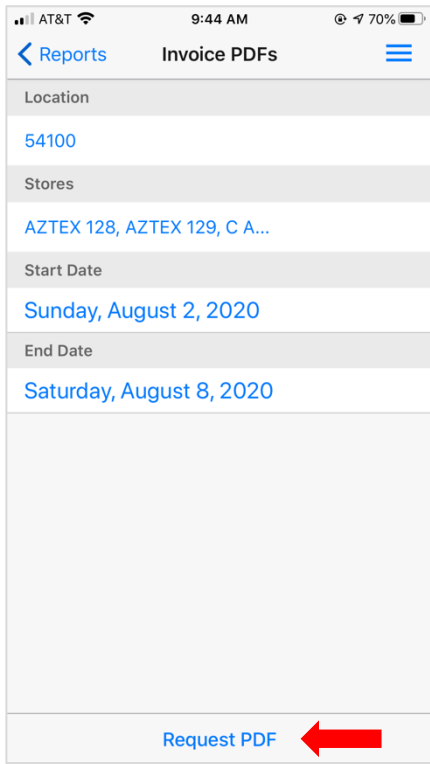 AT&T 9:44 AM 70%
Reports Invoice PDFs
Location
54100
Stores
AZTEX 128, AZTEX 129, C A...
Start Date
Sunday, August 2, 2020
End Date
Saturday, August 8, 2020
Request PDF